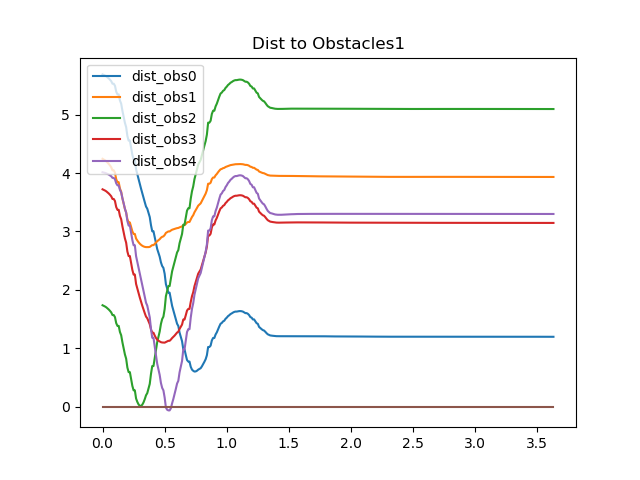 Dist to Obstacles1
dist_obs0
dist_obs1
dist_obs2
dist_obs3
dist_obs4
5
4
3
2
1
0
0.0 0.5 1.0 1.5 2.0 2.5 3.0 3.5